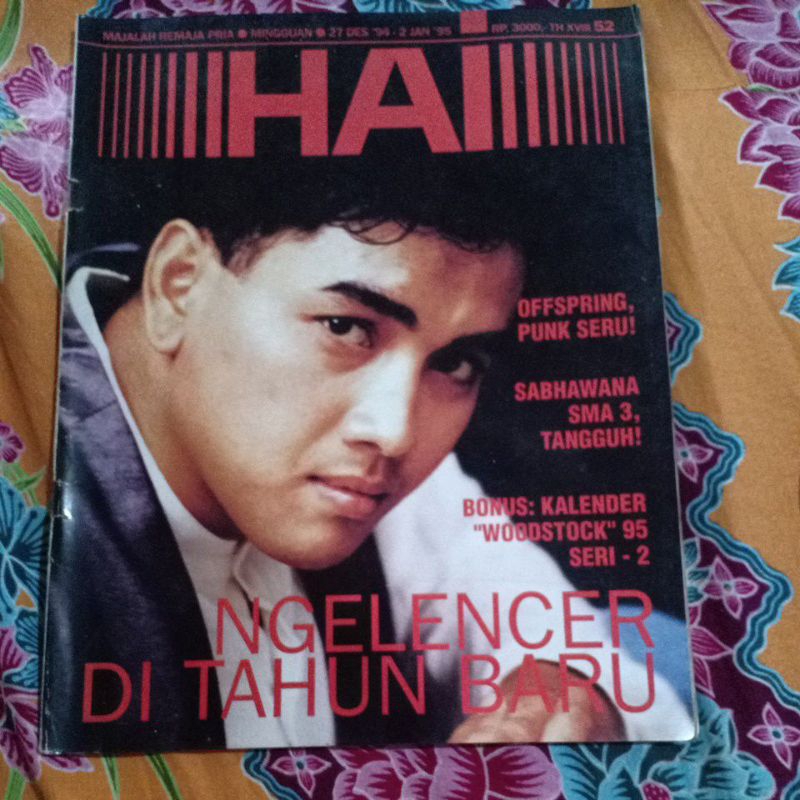 MAJALAH REMAJA PRIA ● MINGGUAN ● 27 DES '94 - 2 JAN '95 ● RP. 3000,- TH XVIII 52
HAI
OFFSPRING,
PUNK SERU!
SABHAWANA
SMA 3,
TANGGUH!
BONUS: KALENDER
"WOODSTOCK" 95
SERI - 2
NGELENCER
DI TAHUN BARU